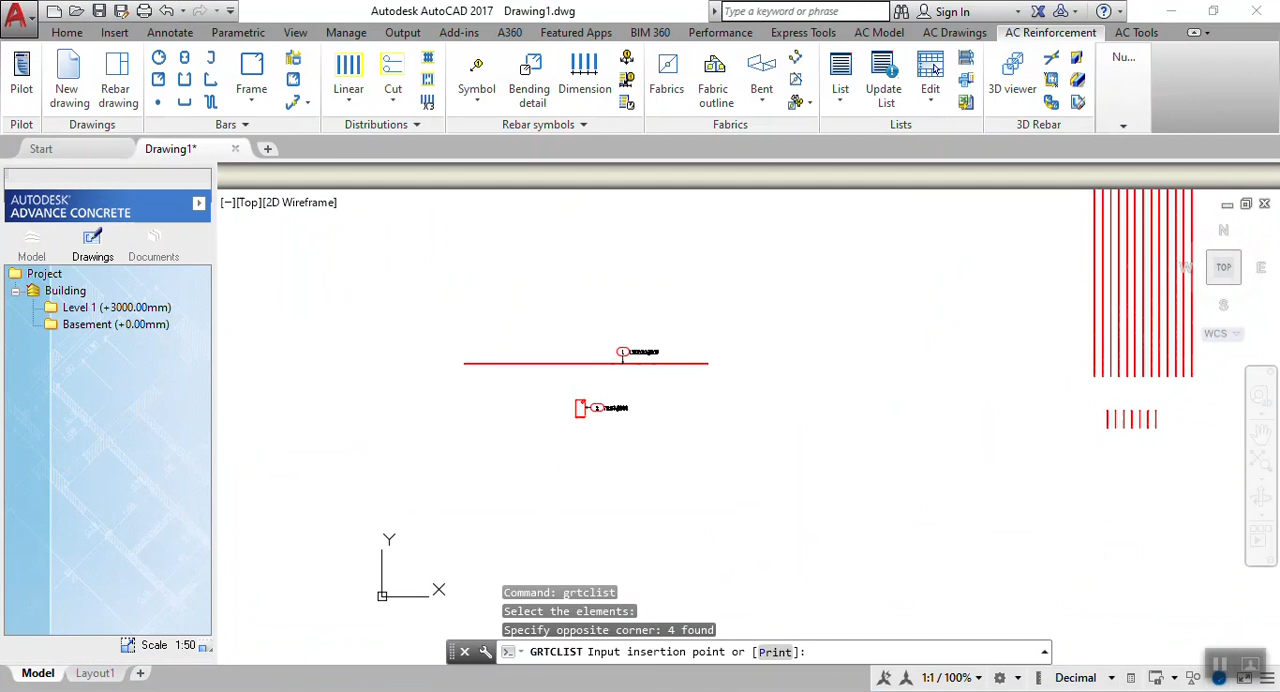 Autodesk AutoCAD 2017 Drawing1.dwg
Type a keyword or phrase
Sign In
Home Insert Annotate Parametric View Manage Output Add-ins A360 Featured Apps BIM 360 Performance Express Tools AC Model AC Drawings AC Reinforcement AC Tools
Pilot New drawing Rebar drawing Frame Linear Cut Symbol Bending detail Dimension Fabrics Fabric outline Bent List Update List Edit 3D viewer Nu...
Pilot Drawings Bars Distributions Rebar symbols Fabrics Lists 3D Rebar
Start Drawing1*
AUTODESK
ADVANCE CONCRETE
Model Drawings Documents
Project
Building
Level 1 (+3000.00mm)
Basement (+0.00mm)
Scale 1:50
[−][Top][2D Wireframe]
N
W TOP E
S
WCS
1
2
Y
X
Command: grtclist
Select the elements:
Specify opposite corner: 4 found
GRTCLIST Input insertion point or [Print]:
Model Layout1
1:1 / 100% Decimal